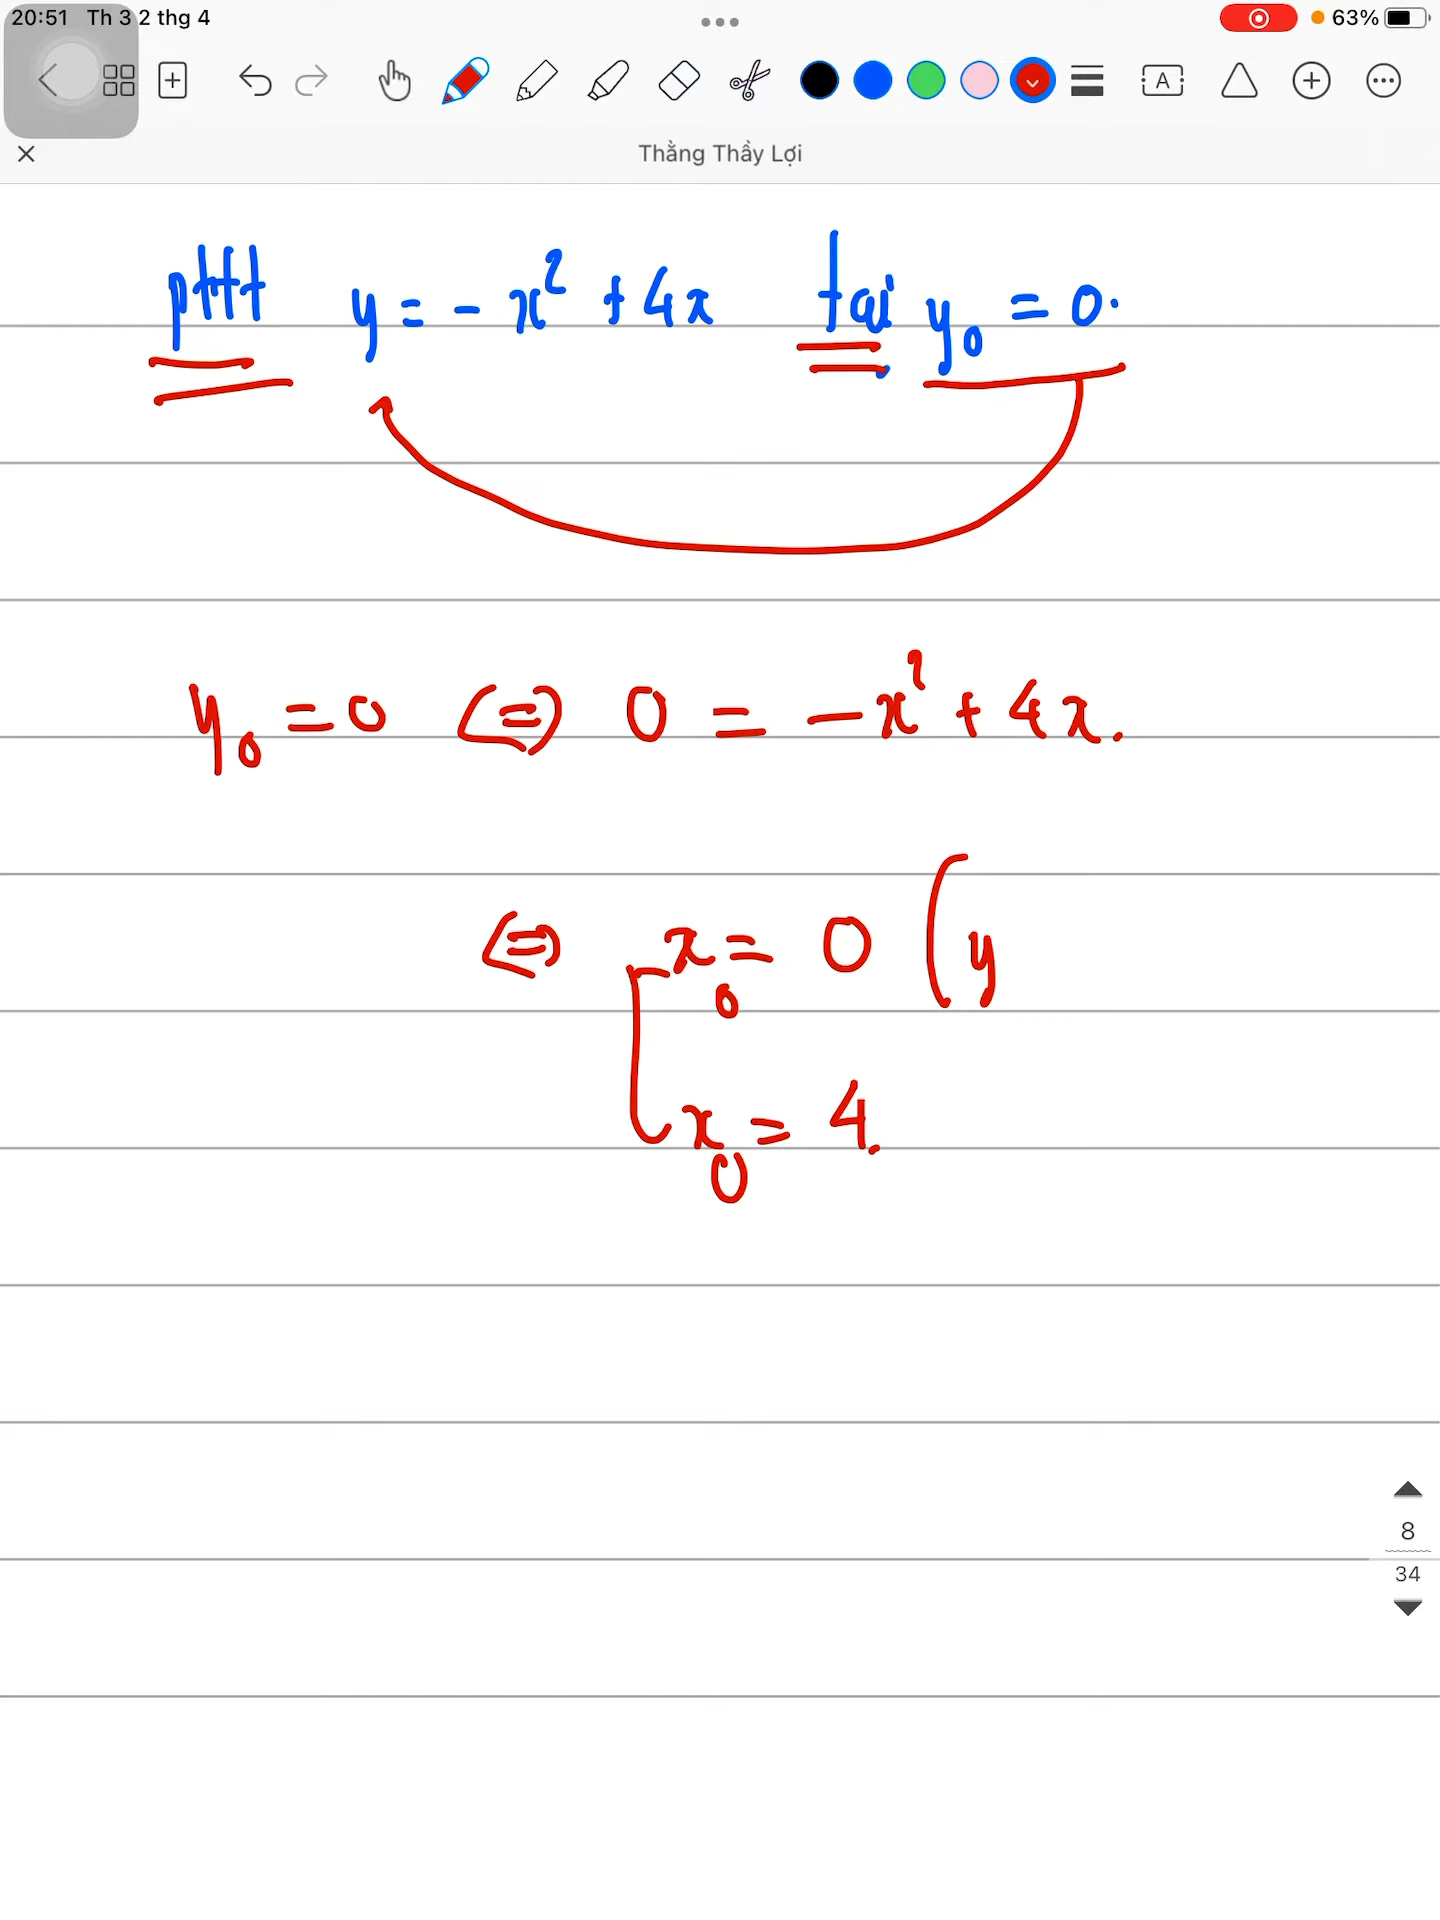 20:51 Th 3 2 thg 4
63%
A
Thằng Thầy Lợi
pttt y = - x² + 4x tại y₀ = 0.
y₀ = 0 (=) 0 = -x² + 4x.
(=) x₀ = 0 (y
x₀ = 4.
8
34